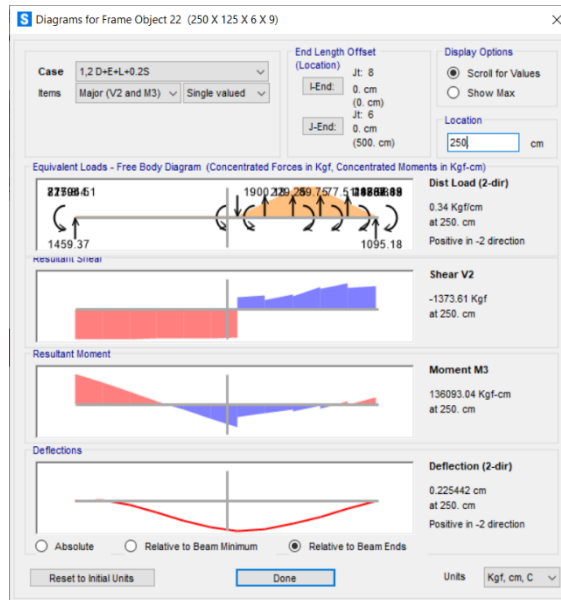 S Diagrams for Frame Object 22 (250 X 125 X 6 X 9)
Case 1,2 D+E+L+0.2S
Items Major (V2 and M3) Single valued
End Length Offset
(Location)
I-End:
Jt: 8
0. cm
(0. cm)
J-End:
Jt: 6
0. cm
(500. cm)
Display Options
Scroll for Values
Show Max
Location
250 cm
Equivalent Loads - Free Body Diagram (Concentrated Forces in Kgf, Concentrated Moments in Kgf-cm)
1459.37
1095.18
Dist Load (2-dir)
0.34 Kgf/cm
at 250. cm
Positive in -2 direction
Resultant Shear
Shear V2
-1373.61 Kgf
at 250. cm
Resultant Moment
Moment M3
136093.04 Kgf-cm
at 250. cm
Deflections
Deflection (2-dir)
0.225442 cm
at 250. cm
Positive in -2 direction
Absolute Relative to Beam Minimum Relative to Beam Ends
Reset to Initial Units Done Units Kgf, cm, C